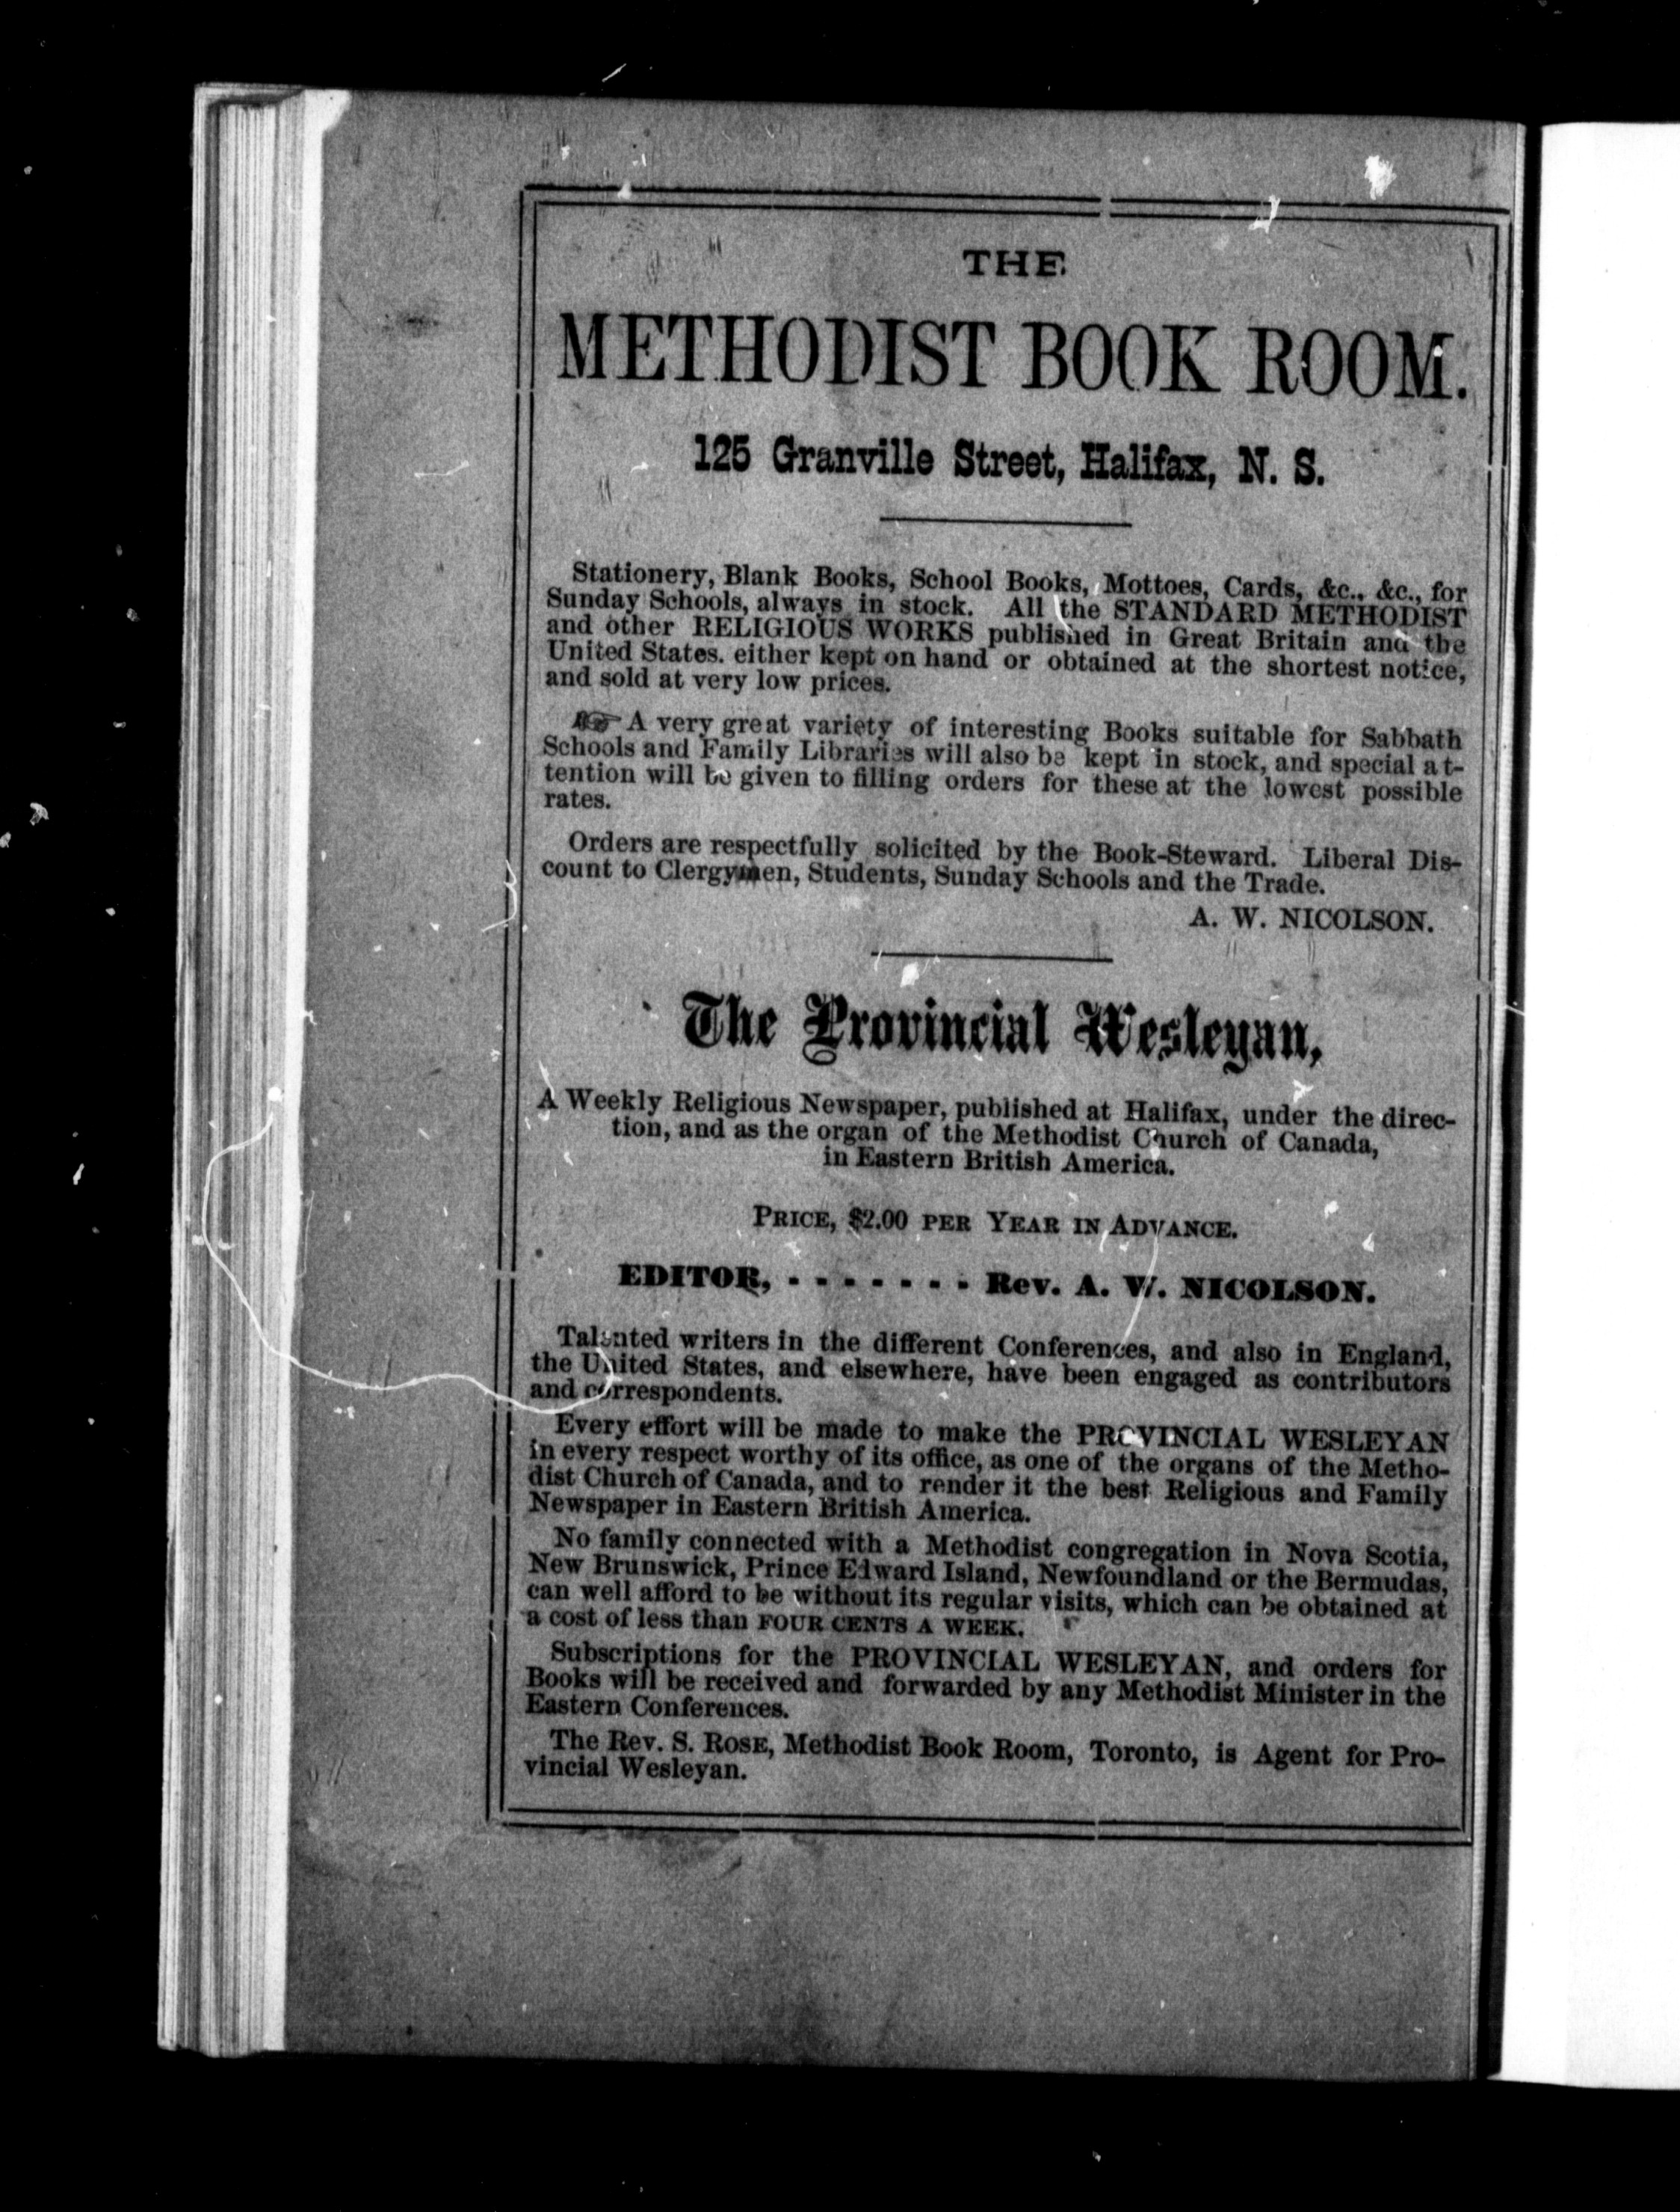 THE
METHODIST BOOK ROOM.
125 Granville Street, Halifax, N. S.
Stationery, Blank Books, School Books, Mottoes, Cards, &c., &c., for
Sunday Schools, always in stock. All the STANDARD METHODIST
and other RELIGIOUS WORKS published in Great Britain and the
United States. either kept on hand or obtained at the shortest notice,
and sold at very low prices.
☞ A very great variety of interesting Books suitable for Sabbath
Schools and Family Libraries will also be kept in stock, and special at-
tention will be given to filling orders for these at the lowest possible
rates.
Orders are respectfully solicited by the Book-Steward. Liberal Dis-
count to Clergymen, Students, Sunday Schools and the Trade.
A. W. NICOLSON.
The Provincial Wesleyan,
A Weekly Religious Newspaper, published at Halifax, under the direc-
tion, and as the organ of the Methodist Church of Canada,
in Eastern British America.
PRICE, $2.00 PER YEAR IN ADVANCE.
EDITOR, - - - - - - - Rev. A. W. NICOLSON.
Talented writers in the different Conferences, and also in England,
the United States, and elsewhere, have been engaged as contributors
and correspondents.
Every effort will be made to make the PROVINCIAL WESLEYAN
in every respect worthy of its office, as one of the organs of the Metho-
dist Church of Canada, and to render it the best Religious and Family
Newspaper in Eastern British America.
No family connected with a Methodist congregation in Nova Scotia,
New Brunswick, Prince Edward Island, Newfoundland or the Bermudas,
can well afford to be without its regular visits, which can be obtained at
a cost of less than FOUR CENTS A WEEK.
Subscriptions for the PROVINCIAL WESLEYAN, and orders for
Books will be received and forwarded by any Methodist Minister in the
Eastern Conferences.
The Rev. S. ROSE, Methodist Book Room, Toronto, is Agent for Pro-
vincial Wesleyan.